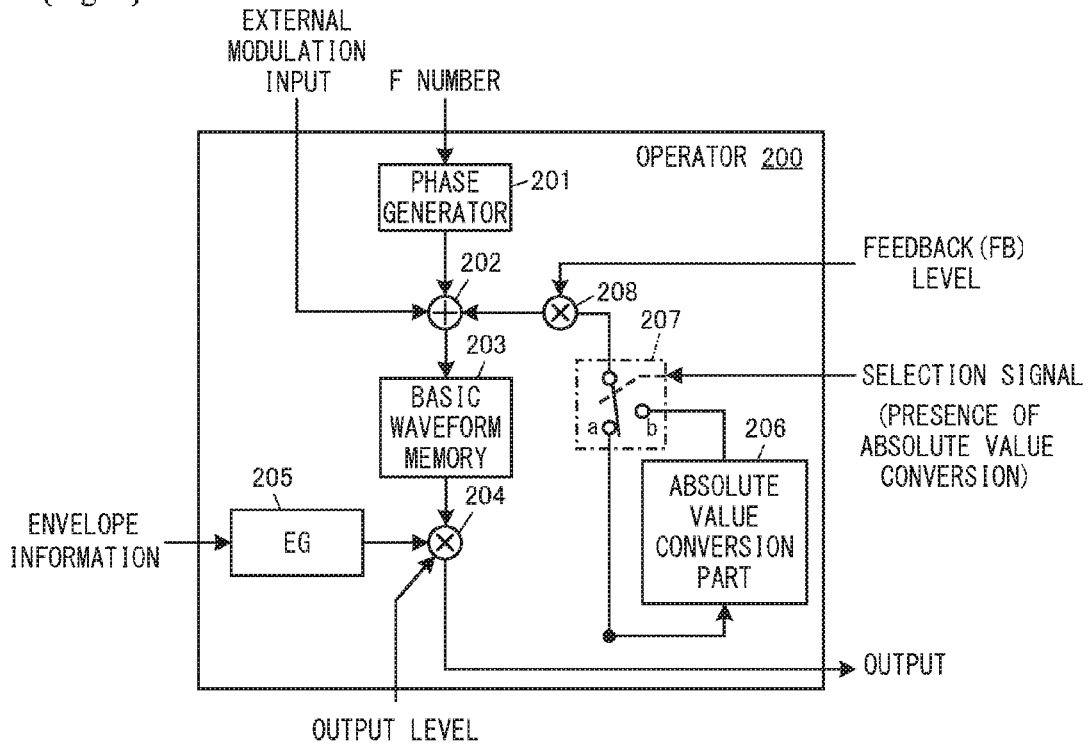 EXTERNAL
MODULATION
INPUT
F NUMBER
OPERATOR 200
PHASE
GENERATOR
201
202
208
FEEDBACK(FB)
LEVEL
207
203
BASIC
WAVEFORM
MEMORY
a
b
SELECTION SIGNAL
(PRESENCE OF
ABSOLUTE VALUE
CONVERSION)
206
ABSOLUTE
VALUE
CONVERSION
PART
205
204
ENVELOPE
INFORMATION
EG
OUTPUT
OUTPUT LEVEL